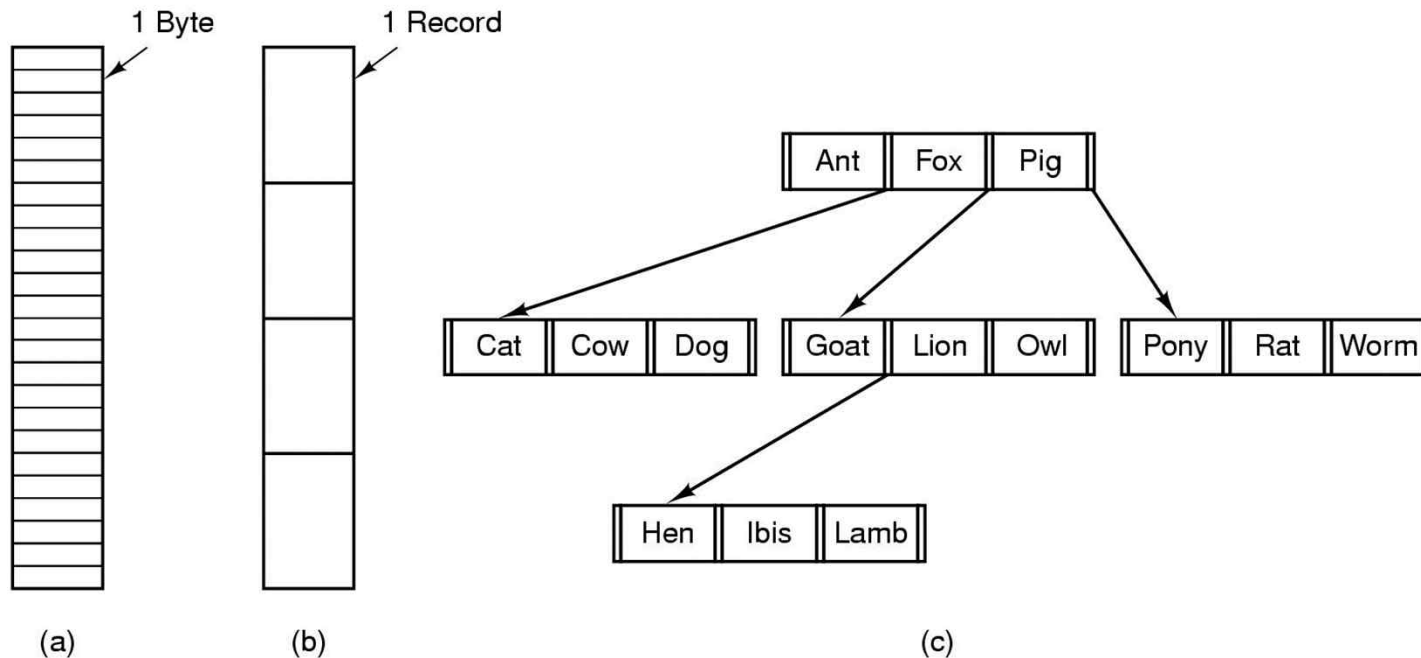 1 Byte
1 Record
Ant Fox Pig
Cat Cow Dog
Goat Lion Owl
Pony Rat Worm
Hen Ibis Lamb
(a)
(b)
(c)